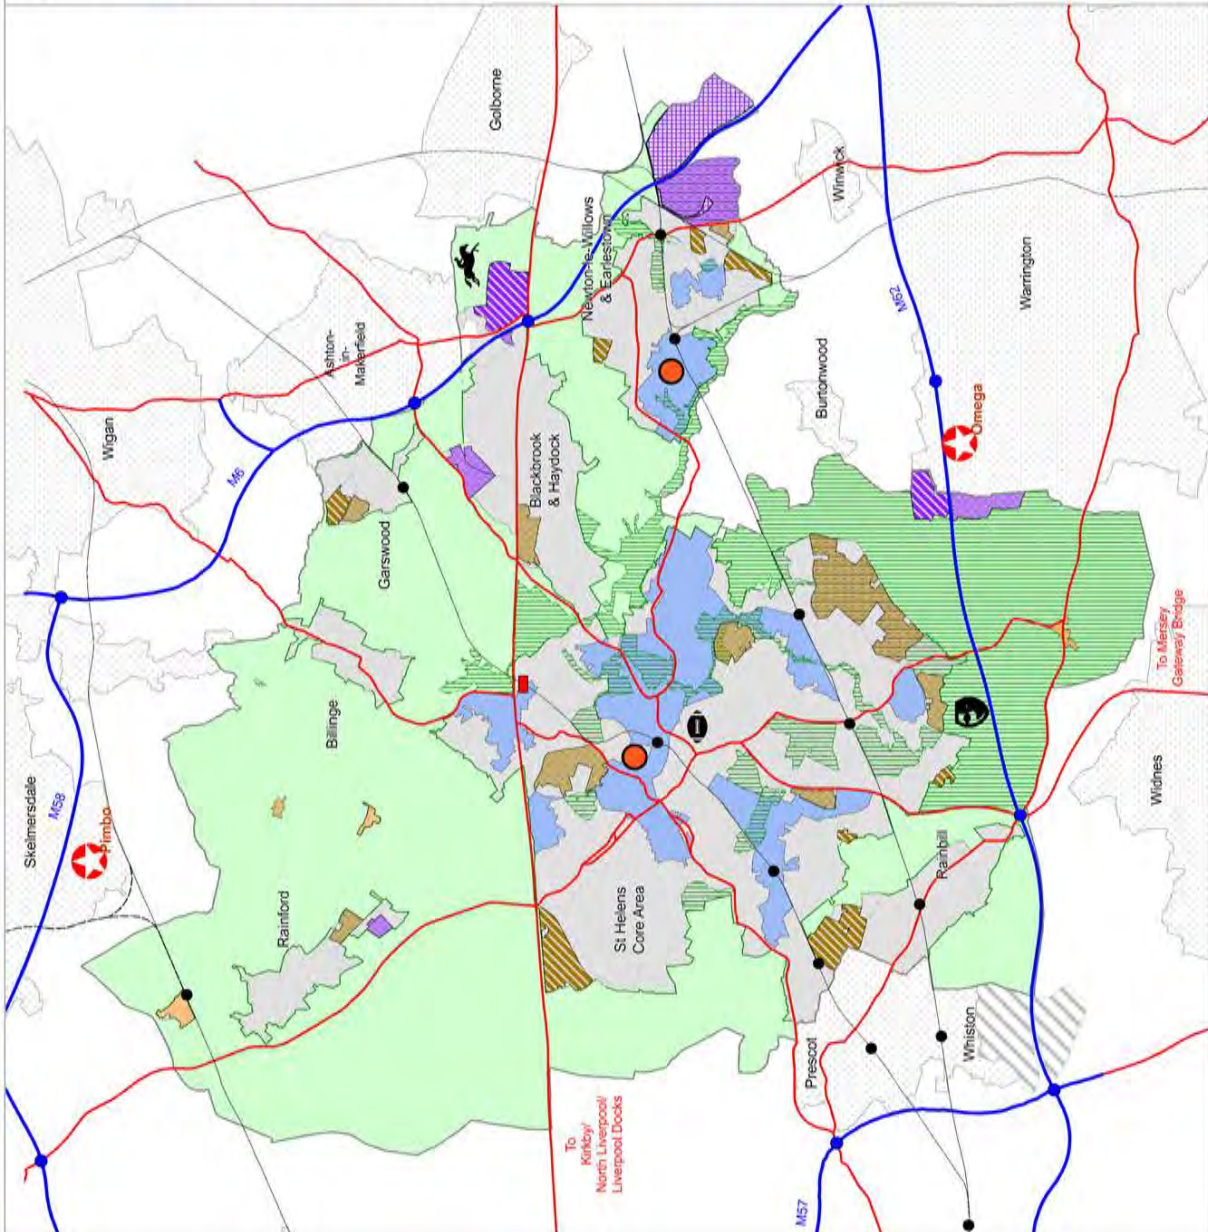 Skelmersdale
M58
Pimbo
Rainford
Billinge
Garswood
M6
Wigan
Ashton-
in-
Makerfield
Golborne
Newton-le-Willows
& Earlestown
Blackbrook
& Haydock
St Helens
Core Area
To
Kirkby/
North Liverpool/
Liverpool Docks
Prescot
Whiston
Rainhill
M57
Widnes
To Mersey
Gateway Bridge
Burtonwood
Omega
M62
Winwick
Warrington